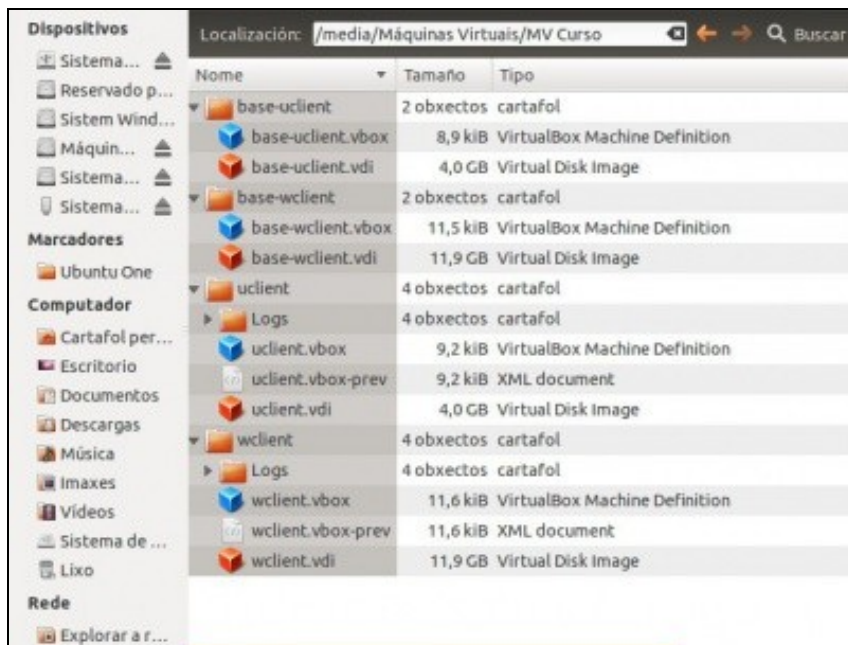 Dispositivos
Sistema...
Reservado p...
Sistem Wind...
Máquin...
Sistema...
Sistema...
Marcadores
Ubuntu One
Computador
Cartafol per...
Escritorio
Documentos
Descargas
Música
Imaxes
Vídeos
Sistema de ...
Lixo
Rede
Explorar a r...
Localización: /media/Máquinas Virtuais/MV Curso Buscar
Nome Tamaño Tipo
base-uclient 2 obxectos cartafol
base-uclient.vbox 8,9 kiB VirtualBox Machine Definition
base-uclient.vdi 4,0 GB Virtual Disk Image
base-wclient 2 obxectos cartafol
base-wclient.vbox 11,5 kiB VirtualBox Machine Definition
base-wclient.vdi 11,9 GB Virtual Disk Image
uclient 4 obxectos cartafol
Logs 4 obxectos cartafol
uclient.vbox 9,2 kiB VirtualBox Machine Definition
uclient.vbox-prev 9,2 kiB XML document
uclient.vdi 4,0 GB Virtual Disk Image
wclient 4 obxectos cartafol
Logs 4 obxectos cartafol
wclient.vbox 11,6 kiB VirtualBox Machine Definition
wclient.vbox-prev 11,6 kiB XML document
wclient.vdi 11,9 GB Virtual Disk Image